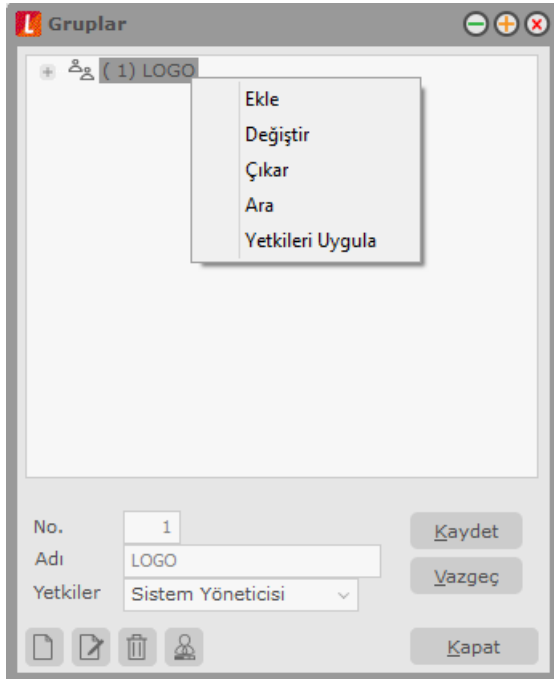 Gruplar
( 1) LOGO
Ekle
Değiştir
Çıkar
Ara
Yetkileri Uygula
No. 1
Kaydet
Adı LOGO
Vazgeç
Yetkiler Sistem Yöneticisi
Kapat